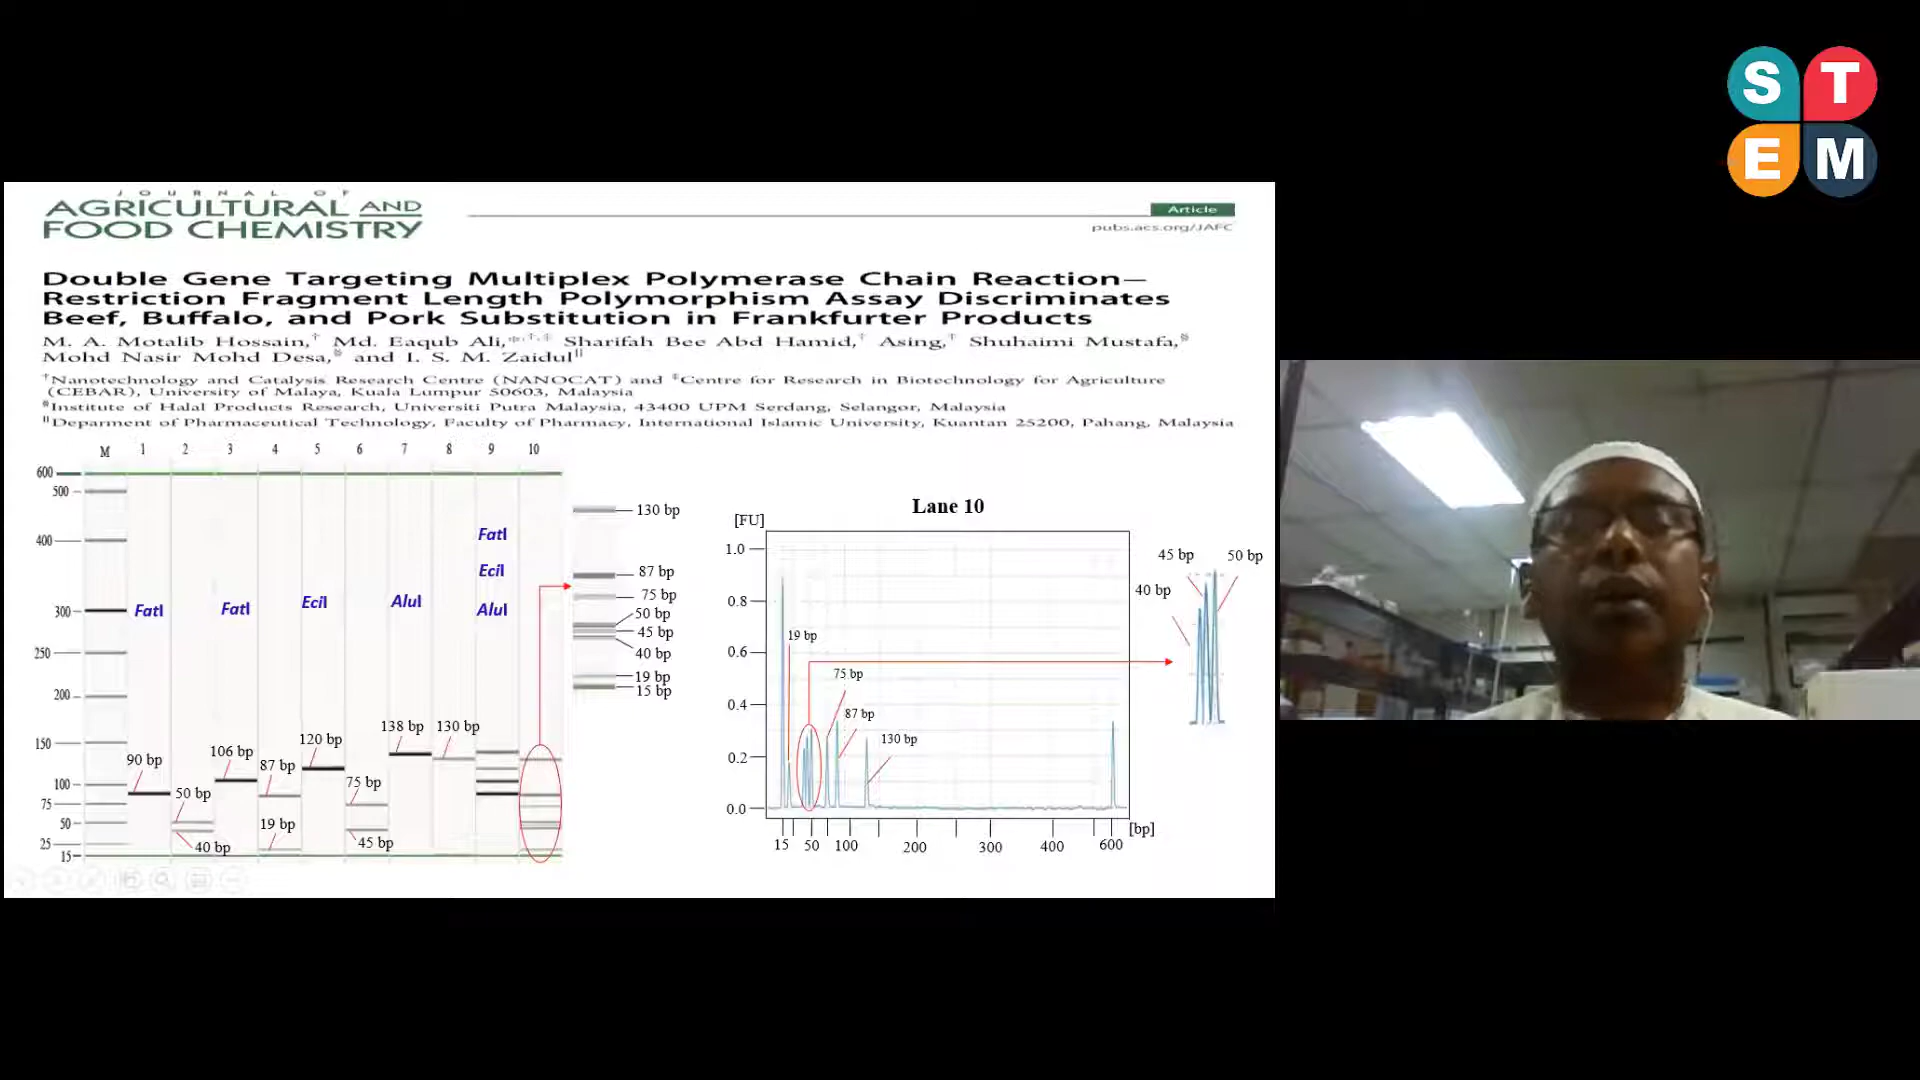 S T
E M
JOURNAL OF
AGRICULTURAL AND
FOOD CHEMISTRY
Article
pubs.acs.org/JAFC
Double Gene Targeting Multiplex Polymerase Chain Reaction—
Restriction Fragment Length Polymorphism Assay Discriminates
Beef, Buffalo, and Pork Substitution in Frankfurter Products
M. A. Motalib Hossain,† Md. Eaqub Ali,*,†,‡ Sharifah Bee Abd Hamid,† Asing,† Shuhaimi Mustafa,§
Mohd Nasir Mohd Desa,§ and I. S. M. Zaidul∥
†Nanotechnology and Catalysis Research Centre (NANOCAT) and ‡Centre for Research in Biotechnology for Agriculture
(CEBAR), University of Malaya, Kuala Lumpur 50603, Malaysia
§Institute of Halal Products Research, Universiti Putra Malaysia, 43400 UPM Serdang, Selangor, Malaysia
∥Deparment of Pharmaceutical Technology, Faculty of Pharmacy, International Islamic University, Kuantan 25200, Pahang, Malaysia
M 1 2 3 4 5 6 7 8 9 10
600
500
400
300
250
200
150
100
75
50
25
15
FatI
FatI
EciI
AluI
FatI
EciI
AluI
90 bp
50 bp
40 bp
106 bp
87 bp
19 bp
120 bp
75 bp
45 bp
138 bp
130 bp
130 bp
87 bp
75 bp
50 bp
45 bp
40 bp
19 bp
15 bp
Lane 10
[FU]
1.0
0.8
0.6
0.4
0.2
0.0
19 bp
75 bp
87 bp
130 bp
15 50 100 200 300 400 600
[bp]
45 bp
50 bp
40 bp